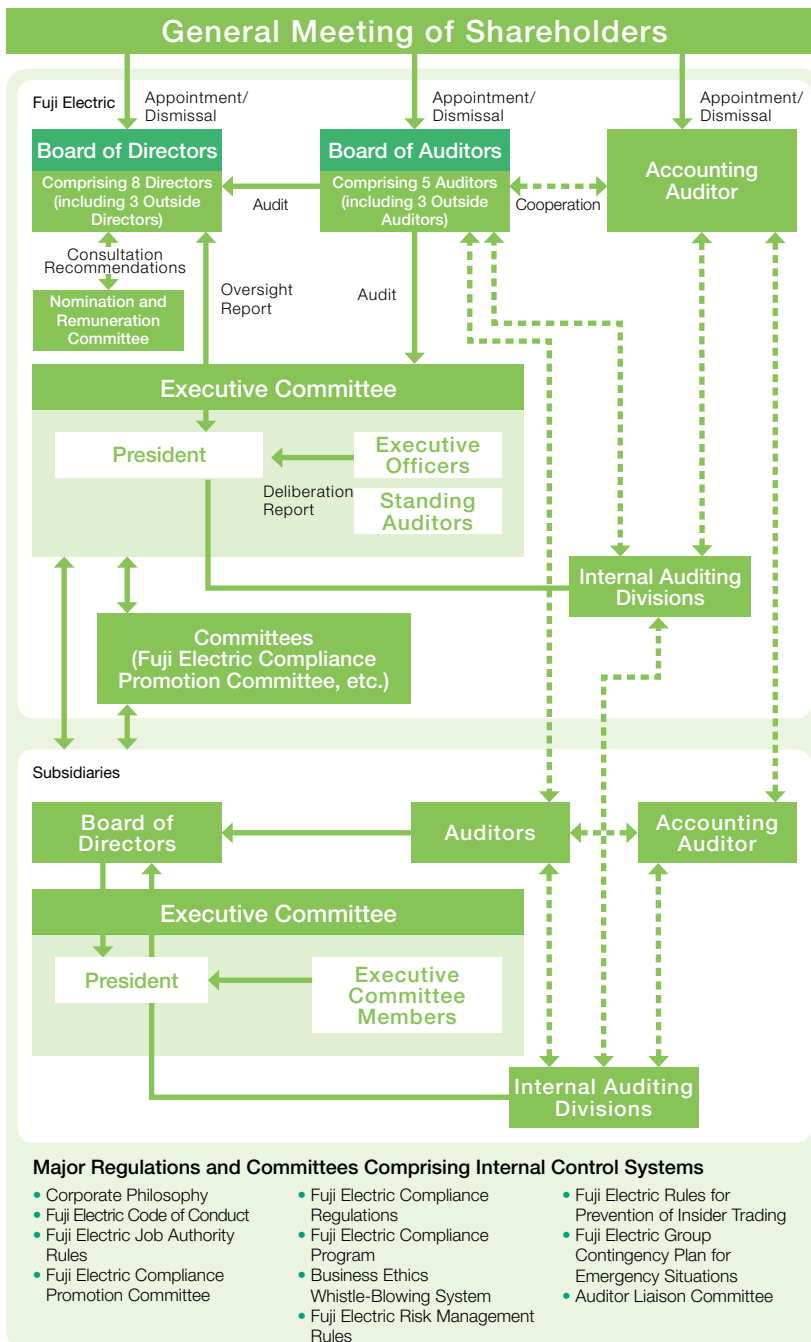 General Meeting of Shareholders
Fuji Electric
Appointment/
Dismissal
Appointment/
Dismissal
Appointment/
Dismissal
Board of Directors
Comprising 8 Directors
(including 3 Outside
Directors)
Audit
Board of Auditors
Comprising 5 Auditors
(including 3 Outside
Auditors)
Cooperation
Accounting
Auditor
Consultation
Recommendations
Nomination and
Remuneration
Committee
Oversight
Report
Audit
Executive Committee
President
Executive
Officers
Deliberation
Report
Standing
Auditors
Internal Auditing
Divisions
Committees
(Fuji Electric Compliance
Promotion Committee, etc.)
Subsidiaries
Board of
Directors
Auditors
Accounting
Auditor
Executive Committee
President
Executive
Committee
Members
Internal Auditing
Divisions
Major Regulations and Committees Comprising Internal Control Systems
• Corporate Philosophy
• Fuji Electric Code of Conduct
• Fuji Electric Job Authority
Rules
• Fuji Electric Compliance
Promotion Committee
• Fuji Electric Compliance
Regulations
• Fuji Electric Compliance
Program
• Business Ethics
Whistle-Blowing System
• Fuji Electric Risk Management
Rules
• Fuji Electric Rules for
Prevention of Insider Trading
• Fuji Electric Group
Contingency Plan for
Emergency Situations
• Auditor Liaison Committee